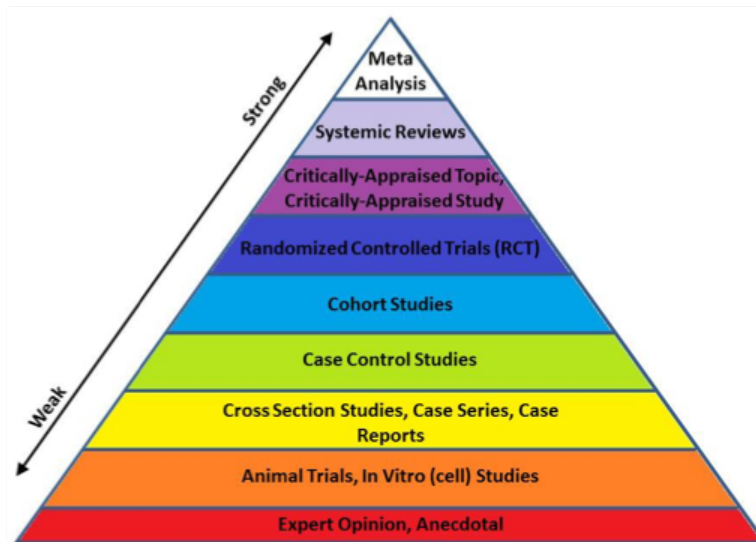 Strong
Weak
Meta
Analysis
Systemic Reviews
Critically-Appraised Topic,
Critically-Appraised Study
Randomized Controlled Trials (RCT)
Cohort Studies
Case Control Studies
Cross Section Studies, Case Series, Case
Reports
Animal Trials, In Vitro (cell) Studies
Expert Opinion, Anecdotal